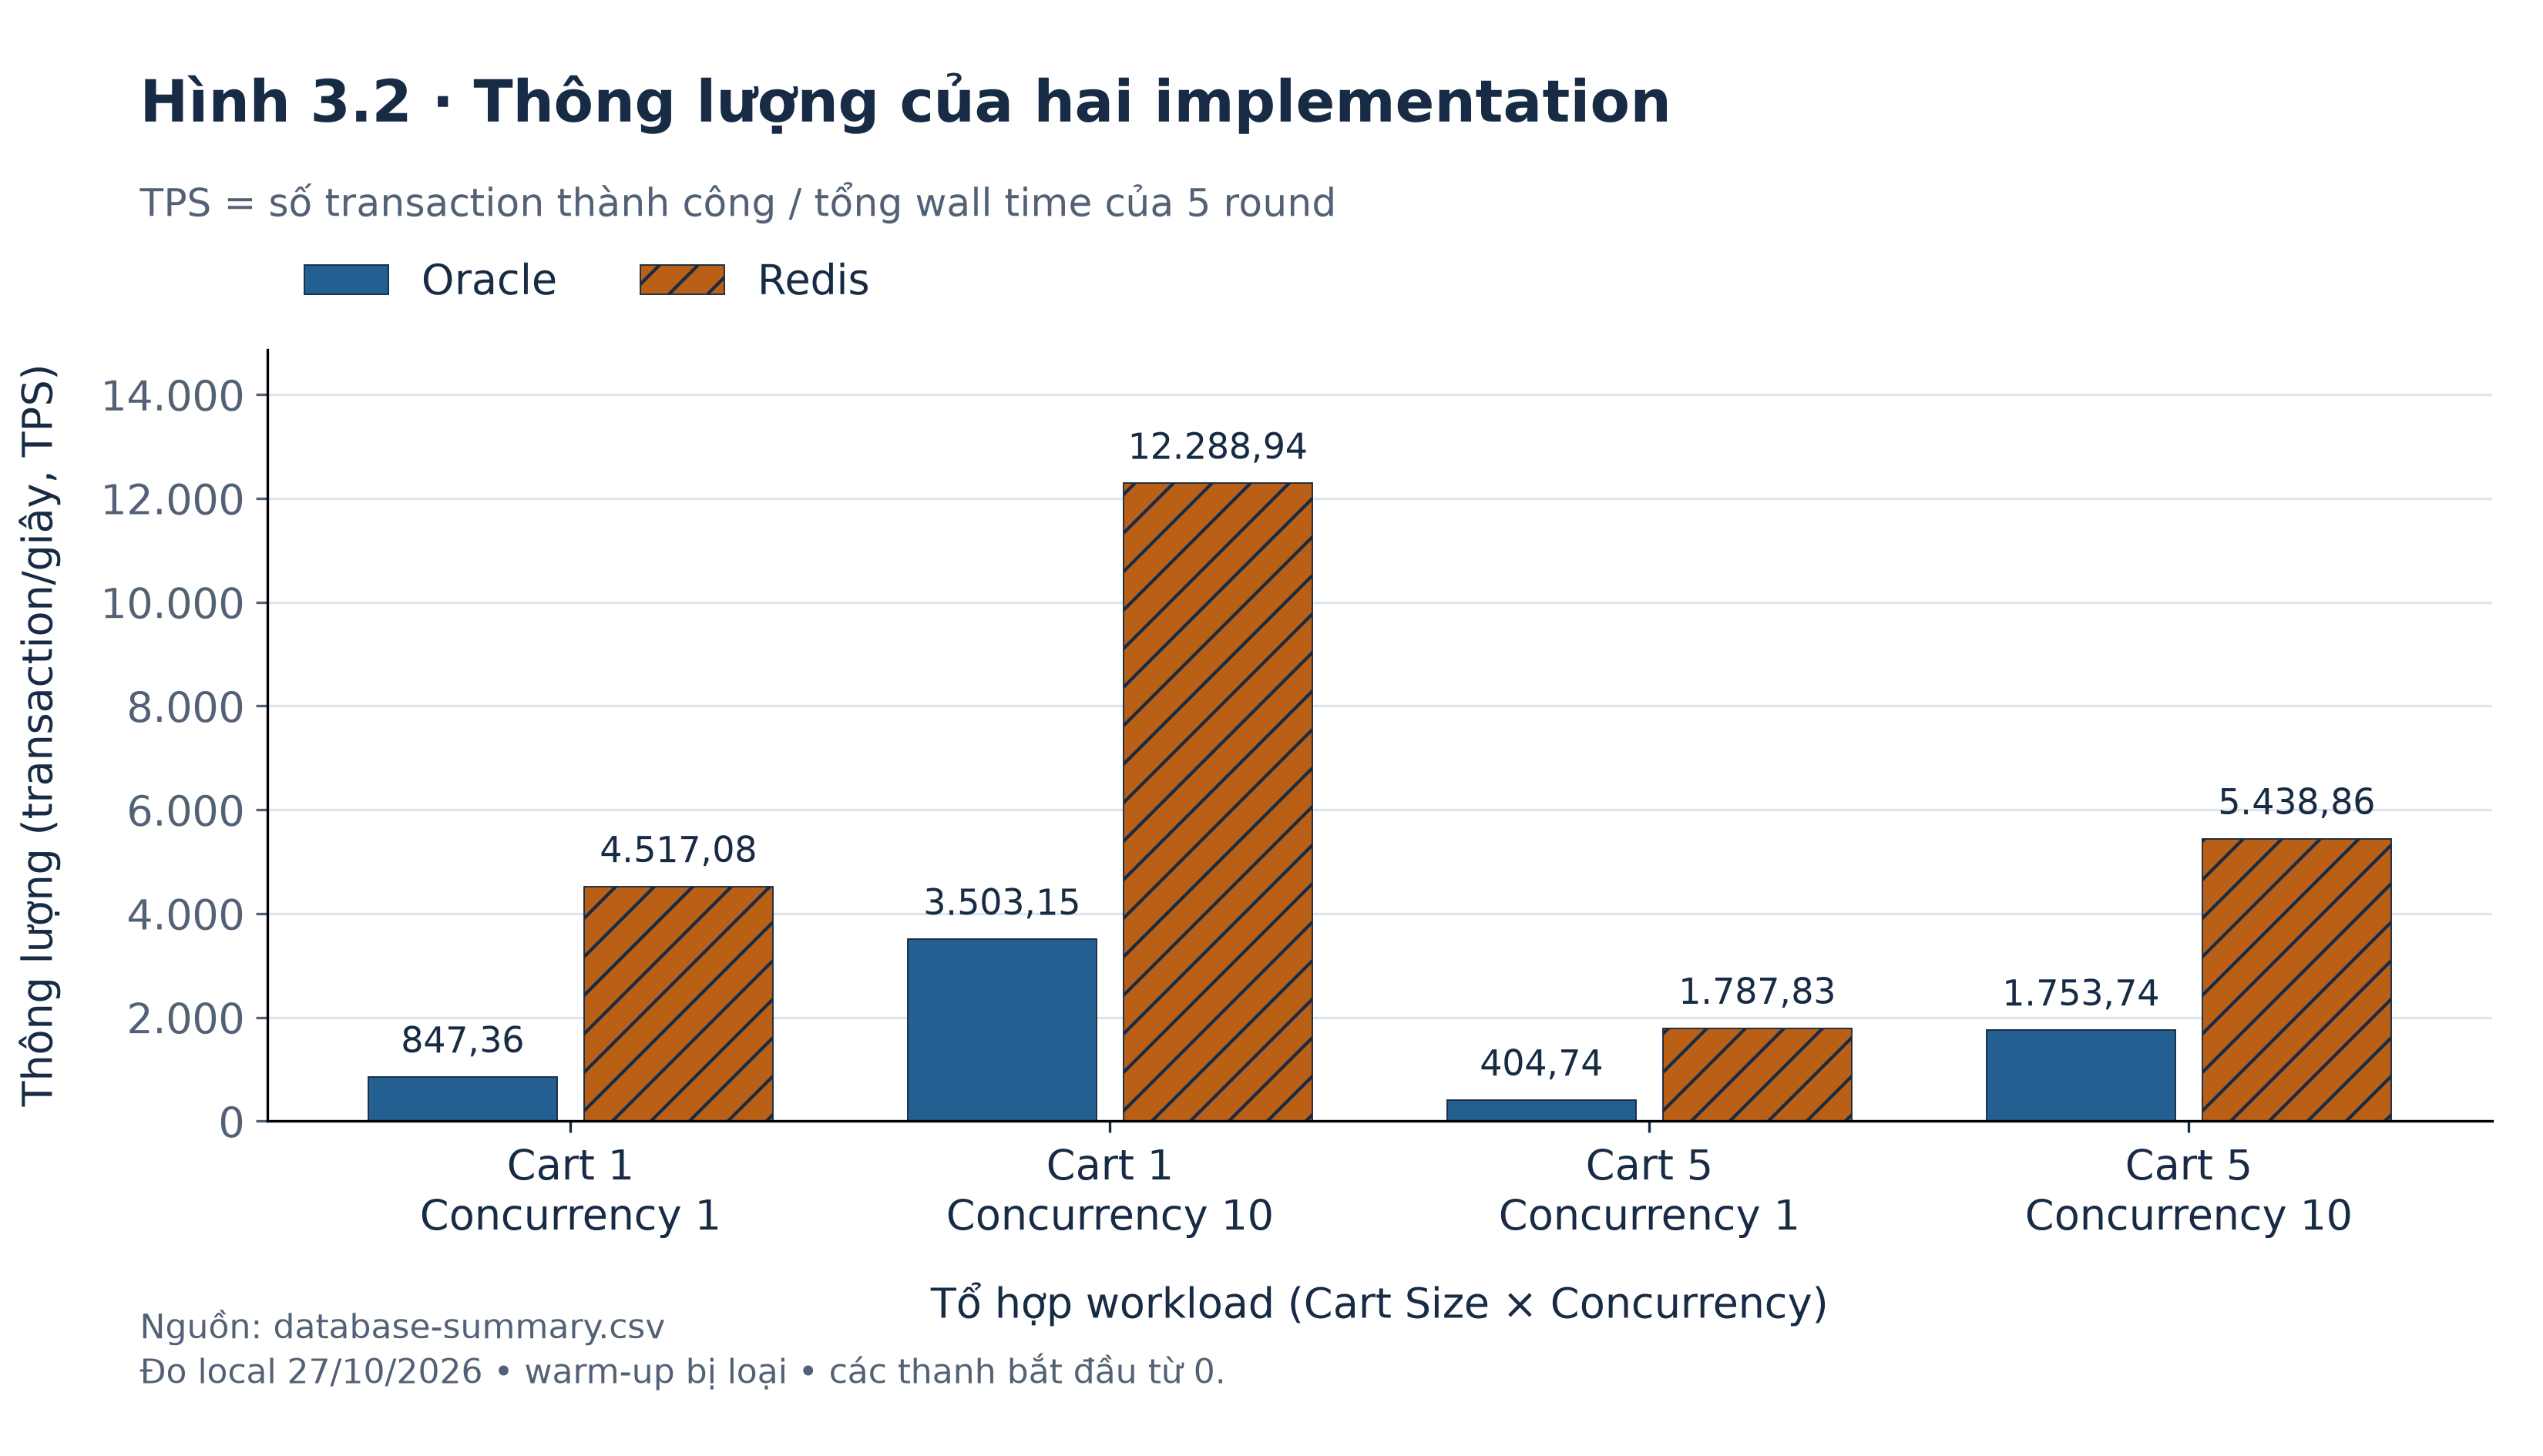 Hình 3.2 · Thông lượng của hai implementation
TPS = số transaction thành công / tổng wall time của 5 round
Oracle
Redis
Thông lượng (transaction/giây, TPS)
14.000
12.000
10.000
8.000
6.000
4.000
2.000
0
847,36
4.517,08
3.503,15
12.288,94
404,74
1.787,83
1.753,74
5.438,86
Cart 1
Concurrency 1
Cart 1
Concurrency 10
Cart 5
Concurrency 1
Cart 5
Concurrency 10
Tổ hợp workload (Cart Size × Concurrency)
Nguồn: database-summary.csv
Đo local 27/10/2026 • warm-up bị loại • các thanh bắt đầu từ 0.